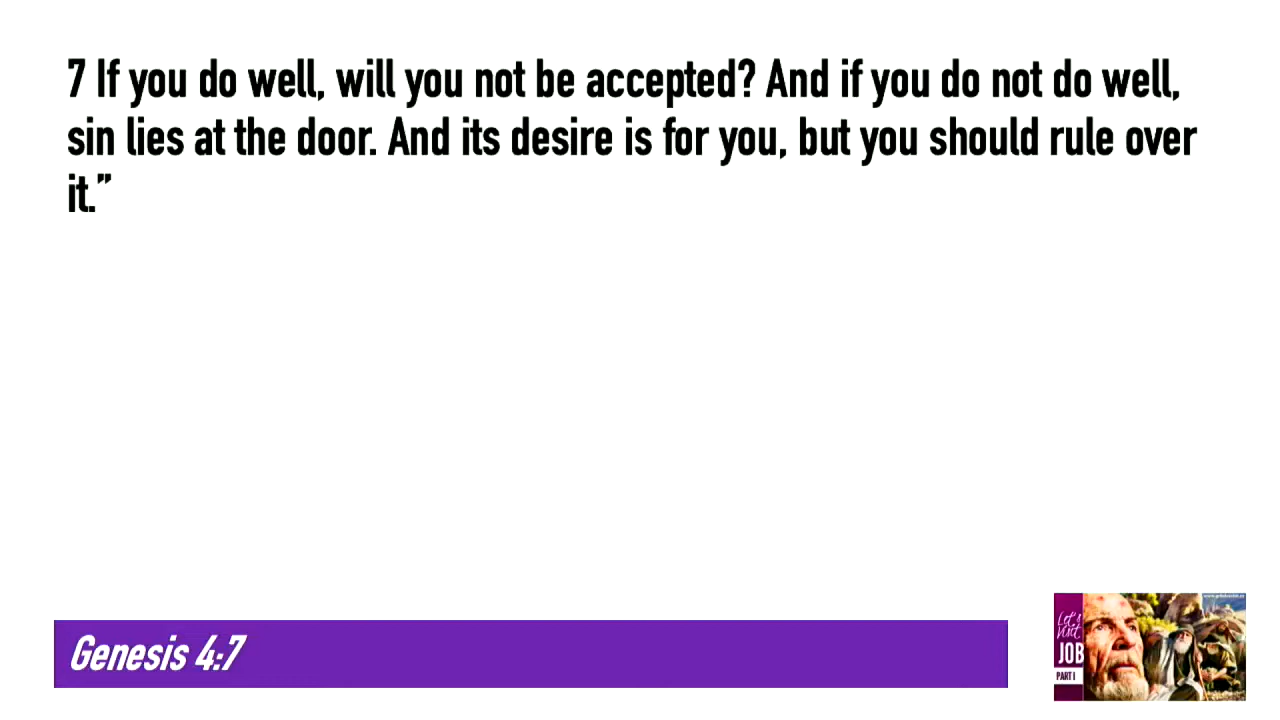 7 If you do well, will you not be accepted? And if you do not do well,
sin lies at the door. And its desire is for you, but you should rule over
it.”
Genesis 4:7
Let's
Visit
JOB
PART I